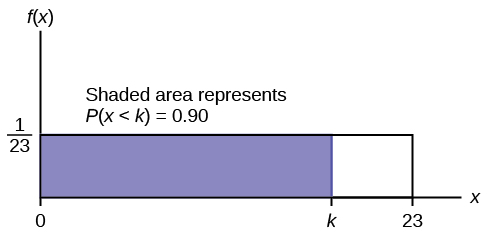 f(x)
Shaded area represents
P(x < k) = 0.90
1
23
x
0
k
23